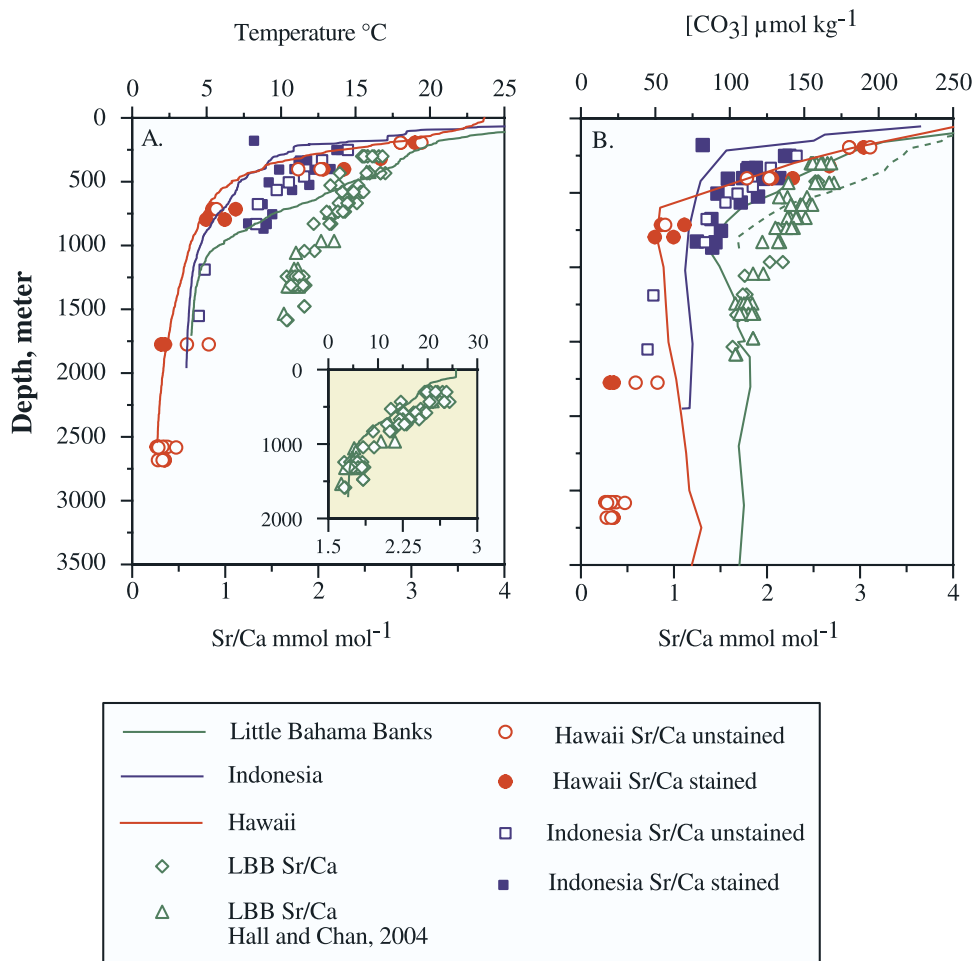 Temperature °C
[CO3] µmol kg-1
0 5 10 15 20 25
0 50 100 150 200 250
A.
B.
0
500
1000
1500
2000
2500
3000
3500
Depth, meter
10 20 30
0
1000
2000
1.5 2.25 3
0 1 2 3 4
0 1 2 3 4
Sr/Ca mmol mol-1
Sr/Ca mmol mol-1
Little Bahama Banks
Indonesia
Hawaii
LBB Sr/Ca
LBB Sr/Ca
Hall and Chan, 2004
Hawaii Sr/Ca unstained
Hawaii Sr/Ca stained
Indonesia Sr/Ca unstained
Indonesia Sr/Ca stained